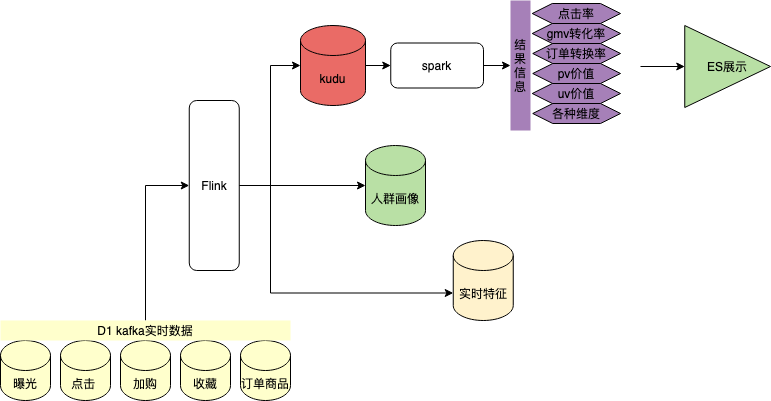 点击率
gmv转化率
订单转换率
pv价值
uv价值
各种维度
结果信息
kudu
spark
ES展示
Flink
人群画像
实时特征
D1 kafka实时数据
曝光
点击
加购
收藏
订单商品